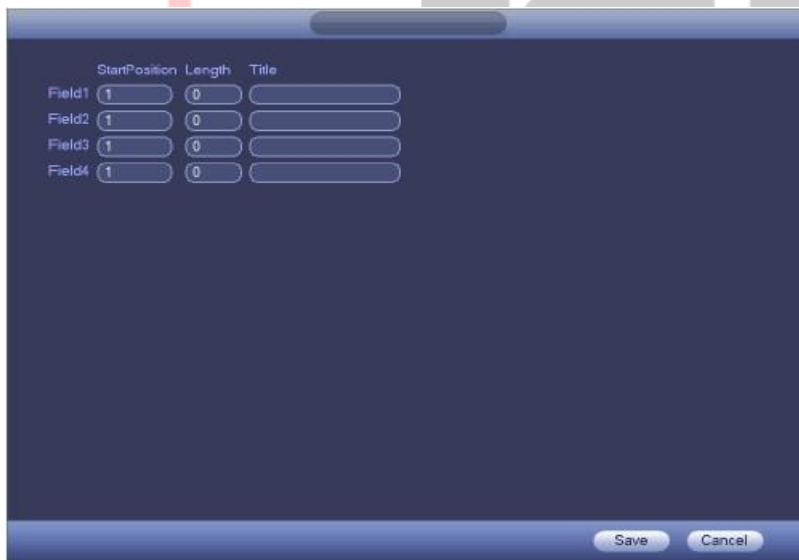 StartPosition Length Title
Field1 1 0
Field2 1 0
Field3 1 0
Field4 1 0
Save Cancel